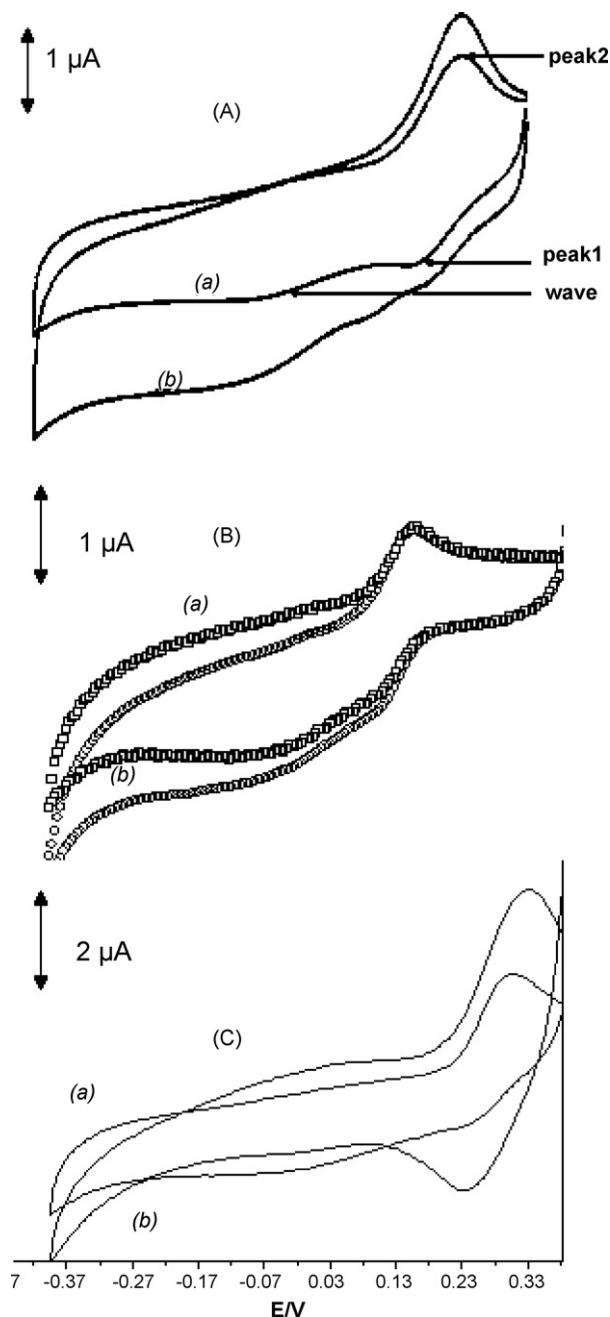 1 µA
(A)
peak2
peak1
wave
(a)
(b)
1 µA
(B)
(a)
(b)
2 µA
(C)
(a)
(b)
7 -0.37 -0.27 -0.17 -0.07 0.03 0.13 0.23 0.33
E/V